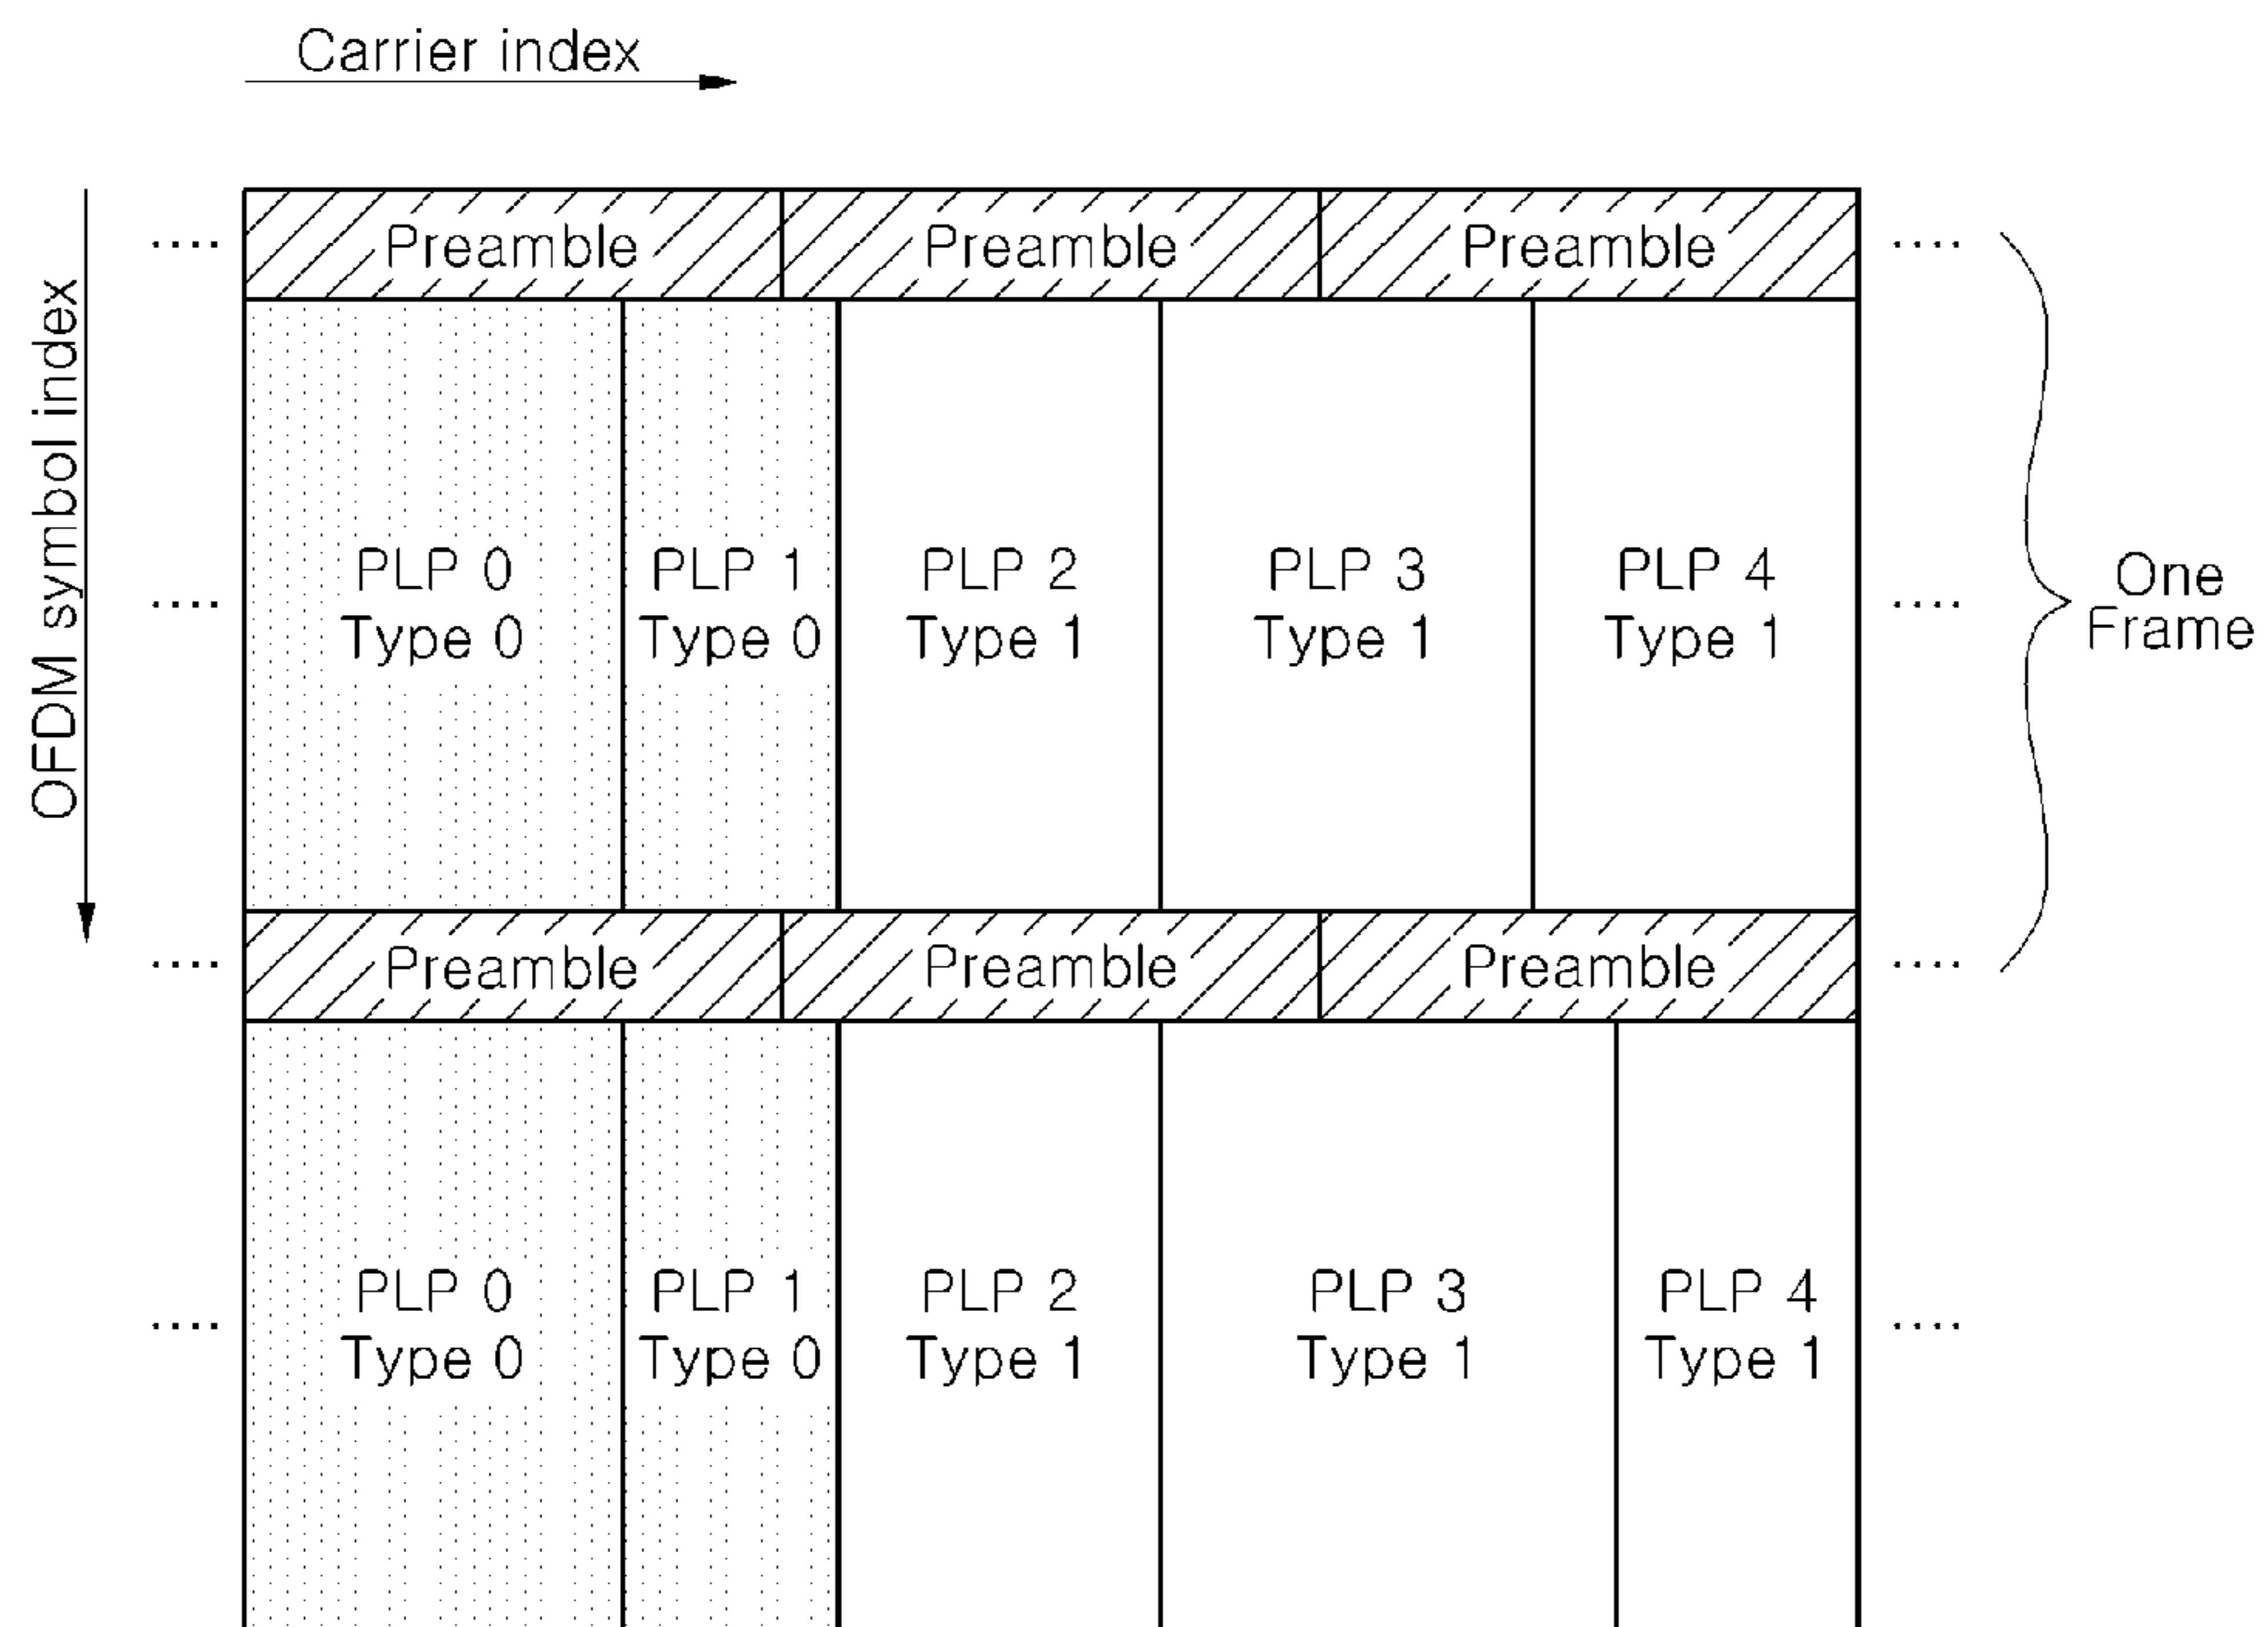 Carrier index
OFDM symbol index
.... Preamble Preamble Preamble ....
.... PLP 0 PLP 1 PLP 2 PLP 3 PLP 4 ....
Type 0 Type 0 Type 1 Type 1 Type 1
One
Frame
.... Preamble Preamble Preamble ....
PLP 0 PLP 1 PLP 2 PLP 3 PLP 4
.... Type 0 Type 0 Type 1 Type 1 Type 1 ....